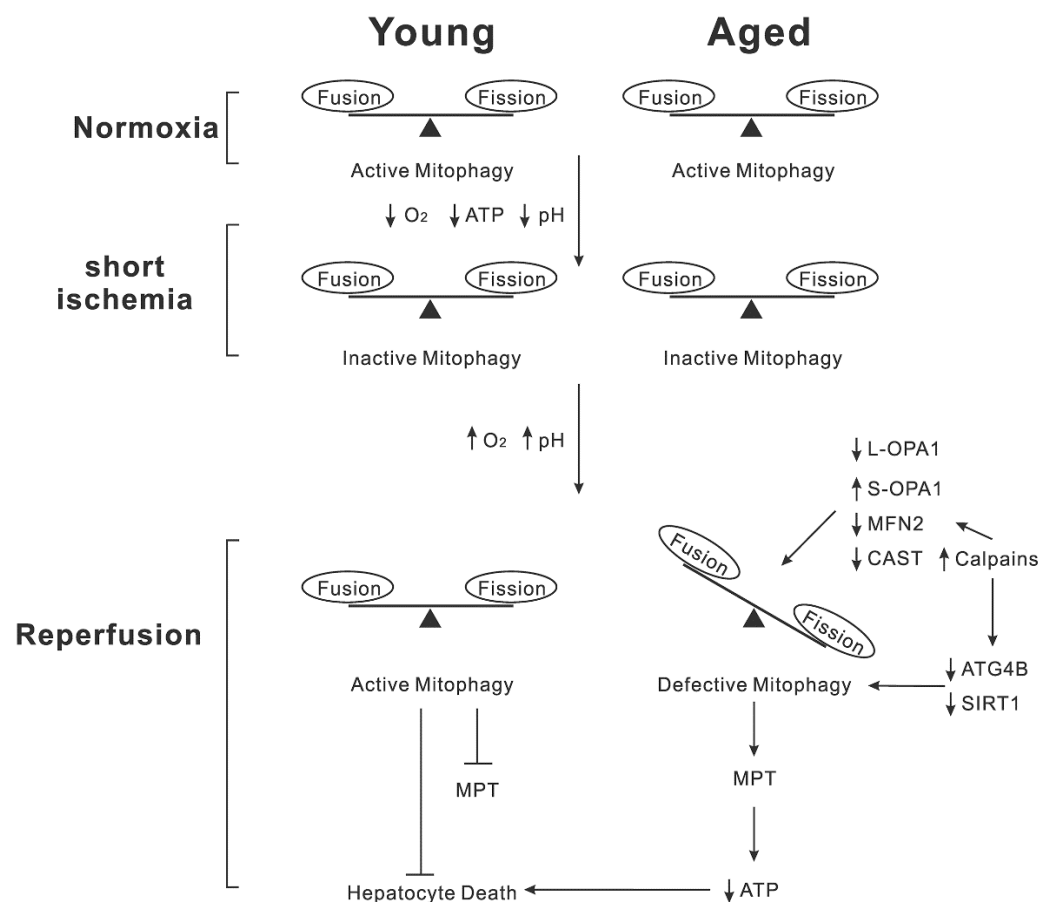 Young Aged
Normoxia
Fusion Fission Fusion Fission
Active Mitophagy Active Mitophagy
↓ O₂ ↓ ATP ↓ pH
short
ischemia
Fusion Fission Fusion Fission
Inactive Mitophagy Inactive Mitophagy
↑ O₂ ↑ pH
↓ L-OPA1
↑ S-OPA1
↓ MFN2
↓ CAST ↑ Calpains
Reperfusion
Fusion Fission Fusion Fission
Active Mitophagy Defective Mitophagy
↓ ATG4B
↓ SIRT1
MPT MPT
Hepatocyte Death ↓ ATP